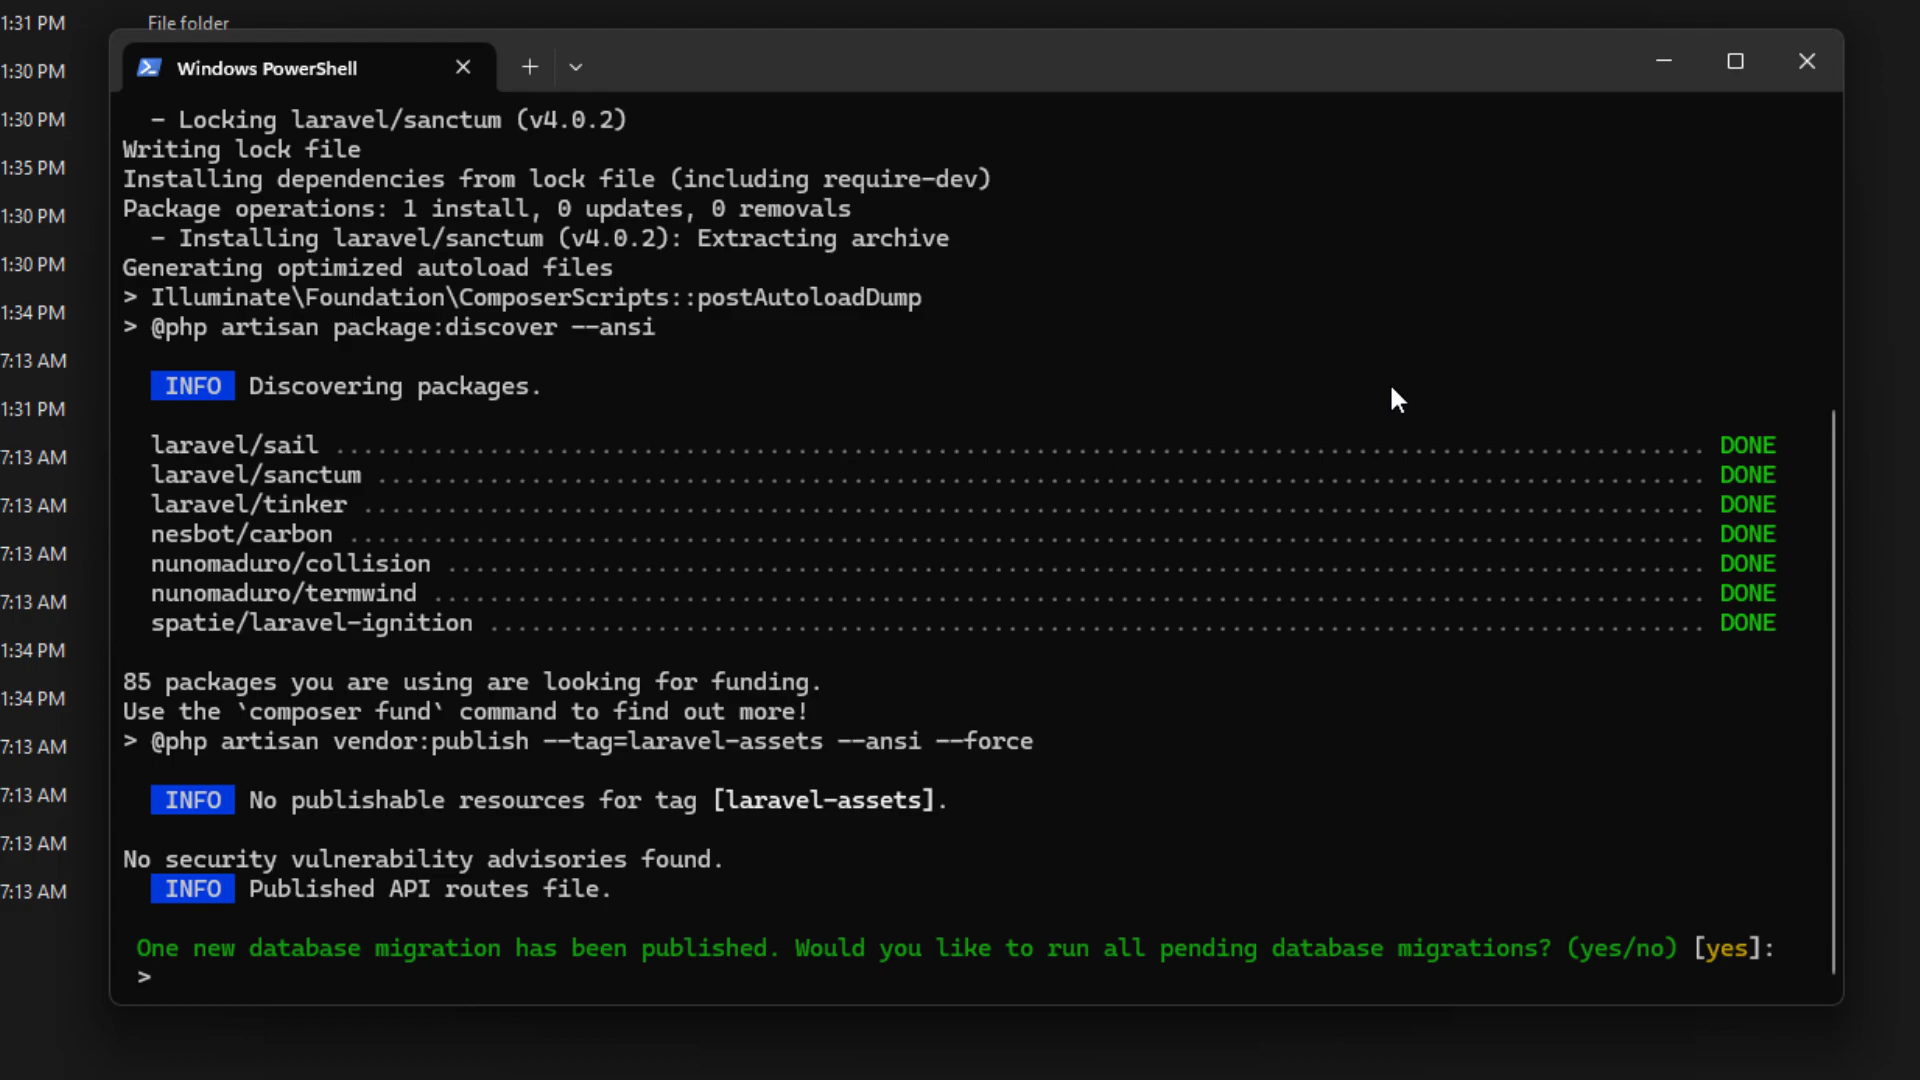 1:31 PM File folder
1:30 PM
1:30 PM
1:35 PM
1:30 PM
1:30 PM
1:34 PM
7:13 AM
1:31 PM
7:13 AM
7:13 AM
7:13 AM
7:13 AM
1:34 PM
1:34 PM
7:13 AM
7:13 AM
7:13 AM
7:13 AM
Windows PowerShell
- Locking laravel/sanctum (v4.0.2)
Writing lock file
Installing dependencies from lock file (including require-dev)
Package operations: 1 install, 0 updates, 0 removals
- Installing laravel/sanctum (v4.0.2): Extracting archive
Generating optimized autoload files
> Illuminate\Foundation\ComposerScripts::postAutoloadDump
> @php artisan package:discover --ansi
INFO Discovering packages.
laravel/sail ................................................................................................. DONE
laravel/sanctum .............................................................................................. DONE
laravel/tinker ............................................................................................... DONE
nesbot/carbon ................................................................................................ DONE
nunomaduro/collision ......................................................................................... DONE
nunomaduro/termwind .......................................................................................... DONE
spatie/laravel-ignition ...................................................................................... DONE
85 packages you are using are looking for funding.
Use the `composer fund` command to find out more!
> @php artisan vendor:publish --tag=laravel-assets --ansi --force
INFO No publishable resources for tag [laravel-assets].
No security vulnerability advisories found.
INFO Published API routes file.
One new database migration has been published. Would you like to run all pending database migrations? (yes/no) [yes]:
>